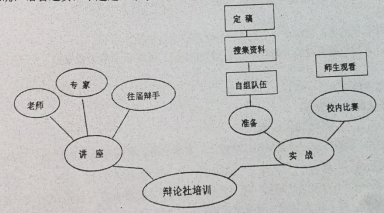 定 稿
搜集资料
师生观看
专 家
自组队伍
老师
往届辩手
校内比赛
准备
讲 座
实 战
辩论社培训